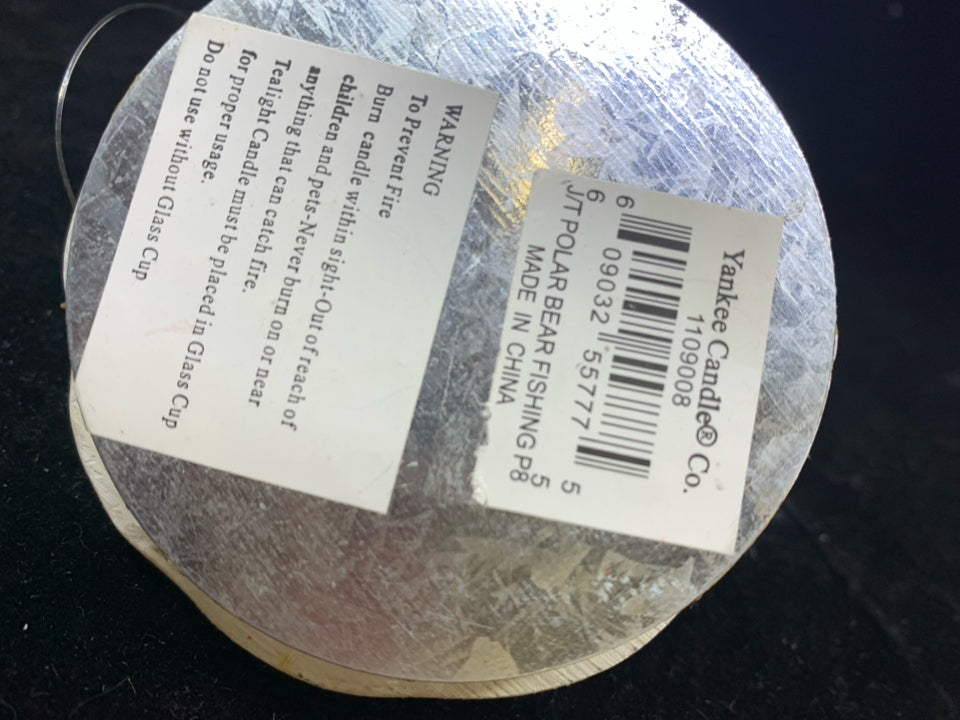 WARNING
To Prevent Fire
Burn candle within sight-Out of reach of
children and pets-Never burn on or near
anything that can catch fire.
Tealight Candle must be placed in Glass Cup
for proper usage.
Do not use without Glass Cup
Yankee Candle® Co.
1109008
6 09032 55777 5
6 5
J/T POLAR BEAR FISHING P8
MADE IN CHINA